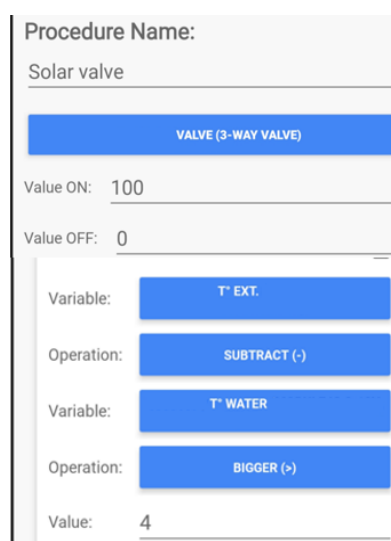 Procedure Name:
Solar valve
VALVE (3-WAY VALVE)
Value ON: 100
Value OFF: 0
Variable: T° EXT.
Operation: SUBTRACT (-)
Variable: T° WATER
Operation: BIGGER (>)
Value: 4